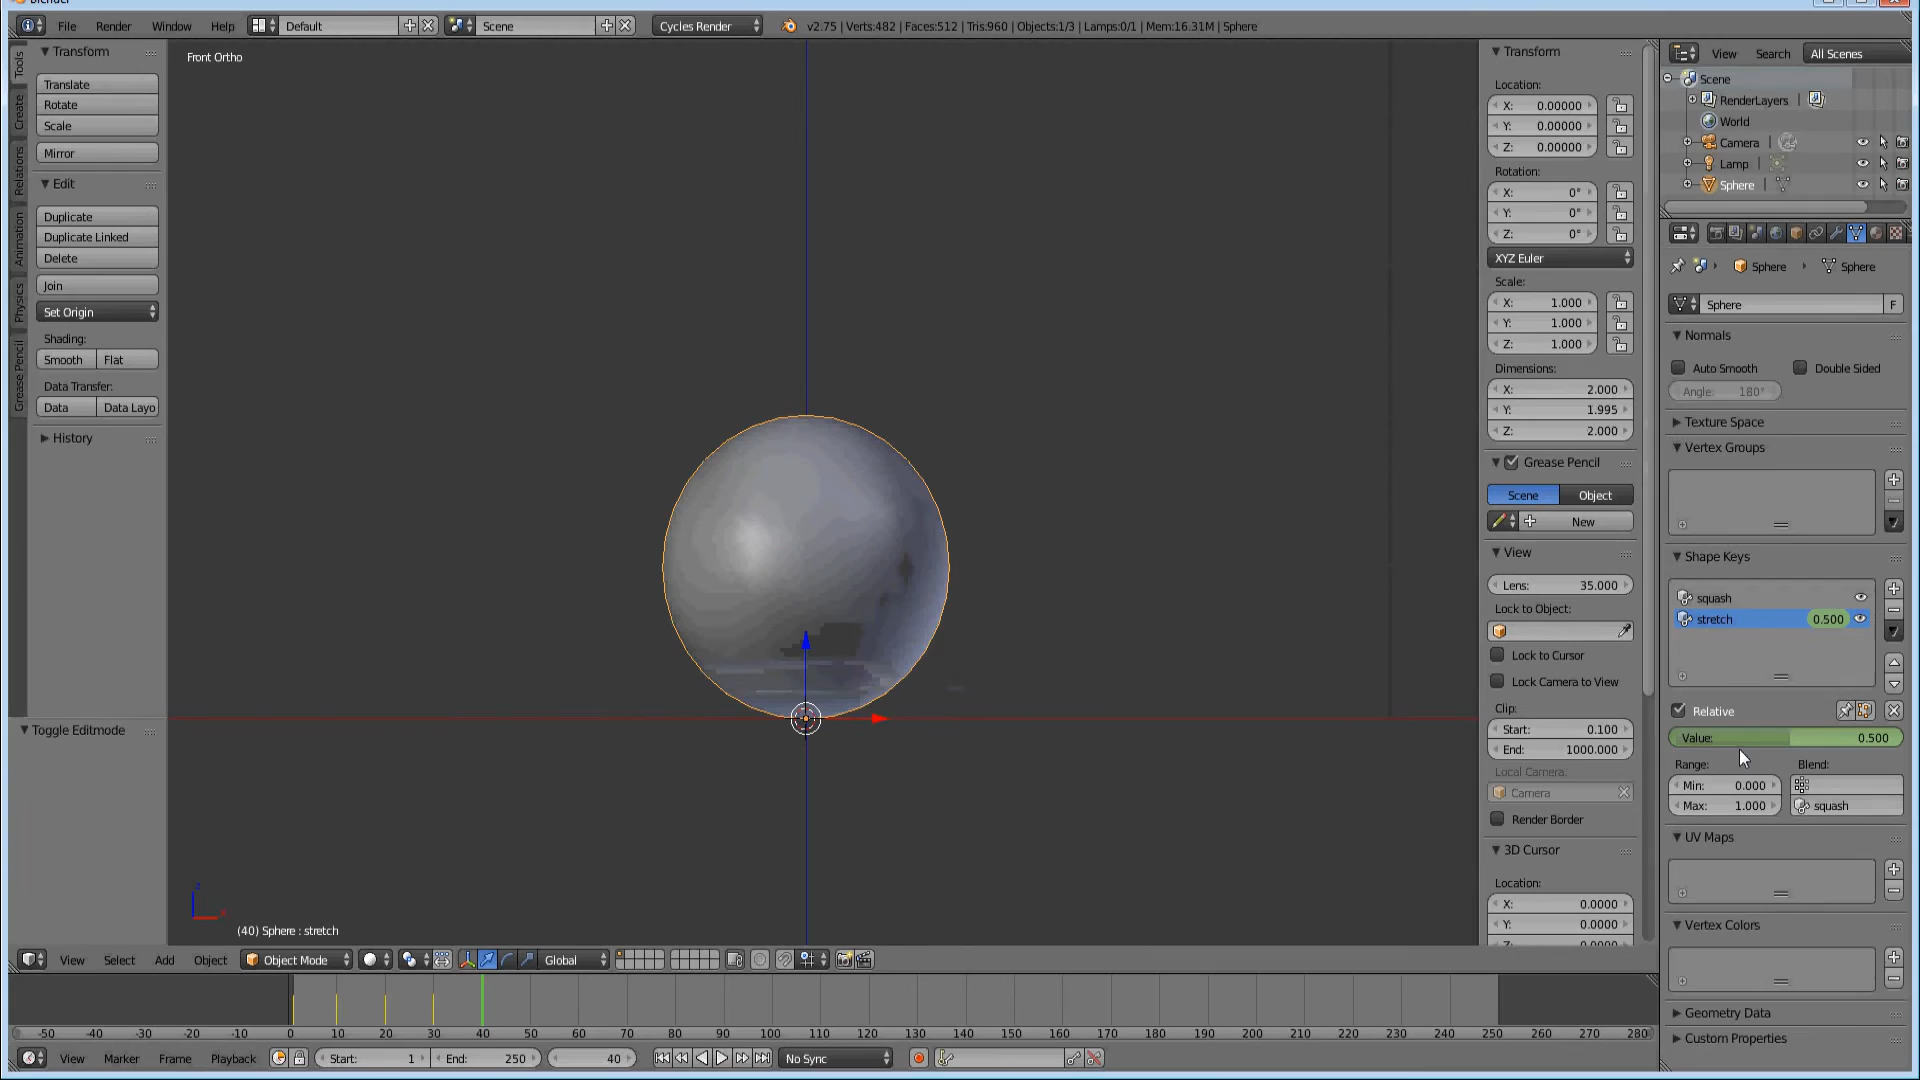 Blender
File Render Window Help Default Scene Cycles Render v2.75 | Verts:482 | Faces:512 | Tris:960 | Objects:1/3 | Lamps:0/1 | Mem:16.31M | Sphere
Tools
Create
Relations
Animation
Physics
Grease Pencil
Transform
Translate
Rotate
Scale
Mirror
Edit
Duplicate
Duplicate Linked
Delete
Join
Set Origin
Shading:
Smooth Flat
Data Transfer:
Data Data Layo
History
Toggle Editmode
Front Ortho
z
(40) Sphere : stretch
Transform
Location:
X: 0.00000
Y: 0.00000
Z: 0.00000
Rotation:
X: 0°
Y: 0°
Z: 0°
XYZ Euler
Scale:
X: 1.000
Y: 1.000
Z: 1.000
Dimensions:
X: 2.000
Y: 1.995
Z: 2.000
Grease Pencil
Scene Object
New
View
Lens: 35.000
Lock to Object:
Lock to Cursor
Lock Camera to View
Clip:
Start: 0.100
End: 1000.000
Local Camera:
Camera
Render Border
3D Cursor
Location:
X: 0.0000
Y: 0.0000
Z: 0.0000
View Search All Scenes
Scene
RenderLayers |
World
Camera |
Lamp |
Sphere |
Sphere Sphere
Sphere F
Normals
Auto Smooth Double Sided
Angle: 180°
Texture Space
Vertex Groups
Shape Keys
squash
stretch 0.500
Relative
Value: 0.500
Range: Blend:
Min: 0.000
Max: 1.000 squash
UV Maps
Vertex Colors
Geometry Data
Custom Properties
View Select Add Object Object Mode Global
-50 -40 -30 -20 -10 0 10 20 30 40 50 60 70 80 90 100 110 120 130 140 150 160 170 180 190 200 210 220 230 240 250 260 270 280
View Marker Frame Playback Start: 1 End: 250 40 No Sync